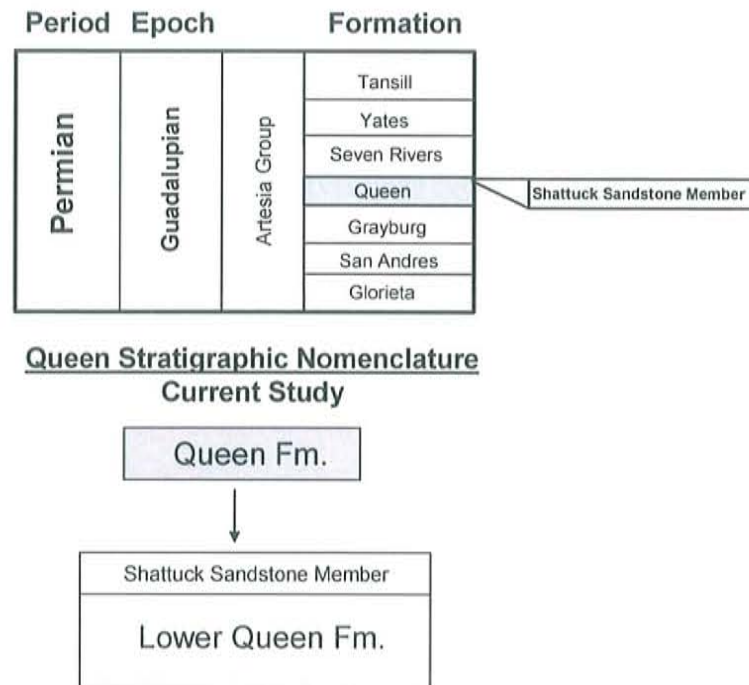 Period Epoch Formation
Permian
Guadalupian
Artesia Group
Tansill
Yates
Seven Rivers
Queen
Shattuck Sandstone Member
Grayburg
San Andres
Glorieta
Queen Stratigraphic Nomenclature
Current Study
Queen Fm.
Shattuck Sandstone Member
Lower Queen Fm.